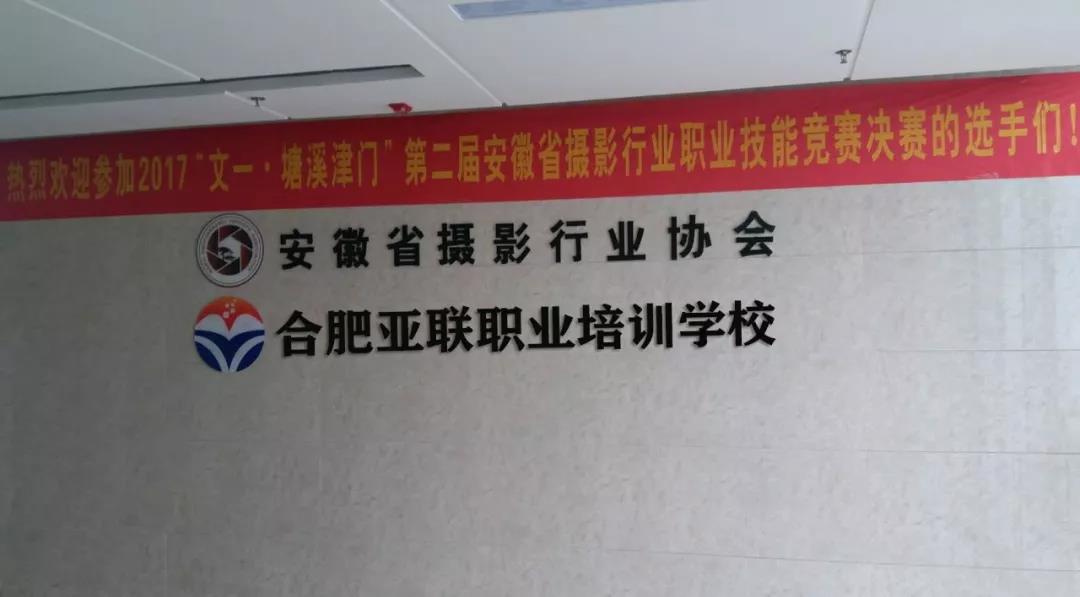 热烈欢迎参加2017“文一·塘溪津门”第二届安徽省摄影行业职业技能竞赛决赛的选手们！
安徽省摄影行业协会
合肥亚联职业培训学校